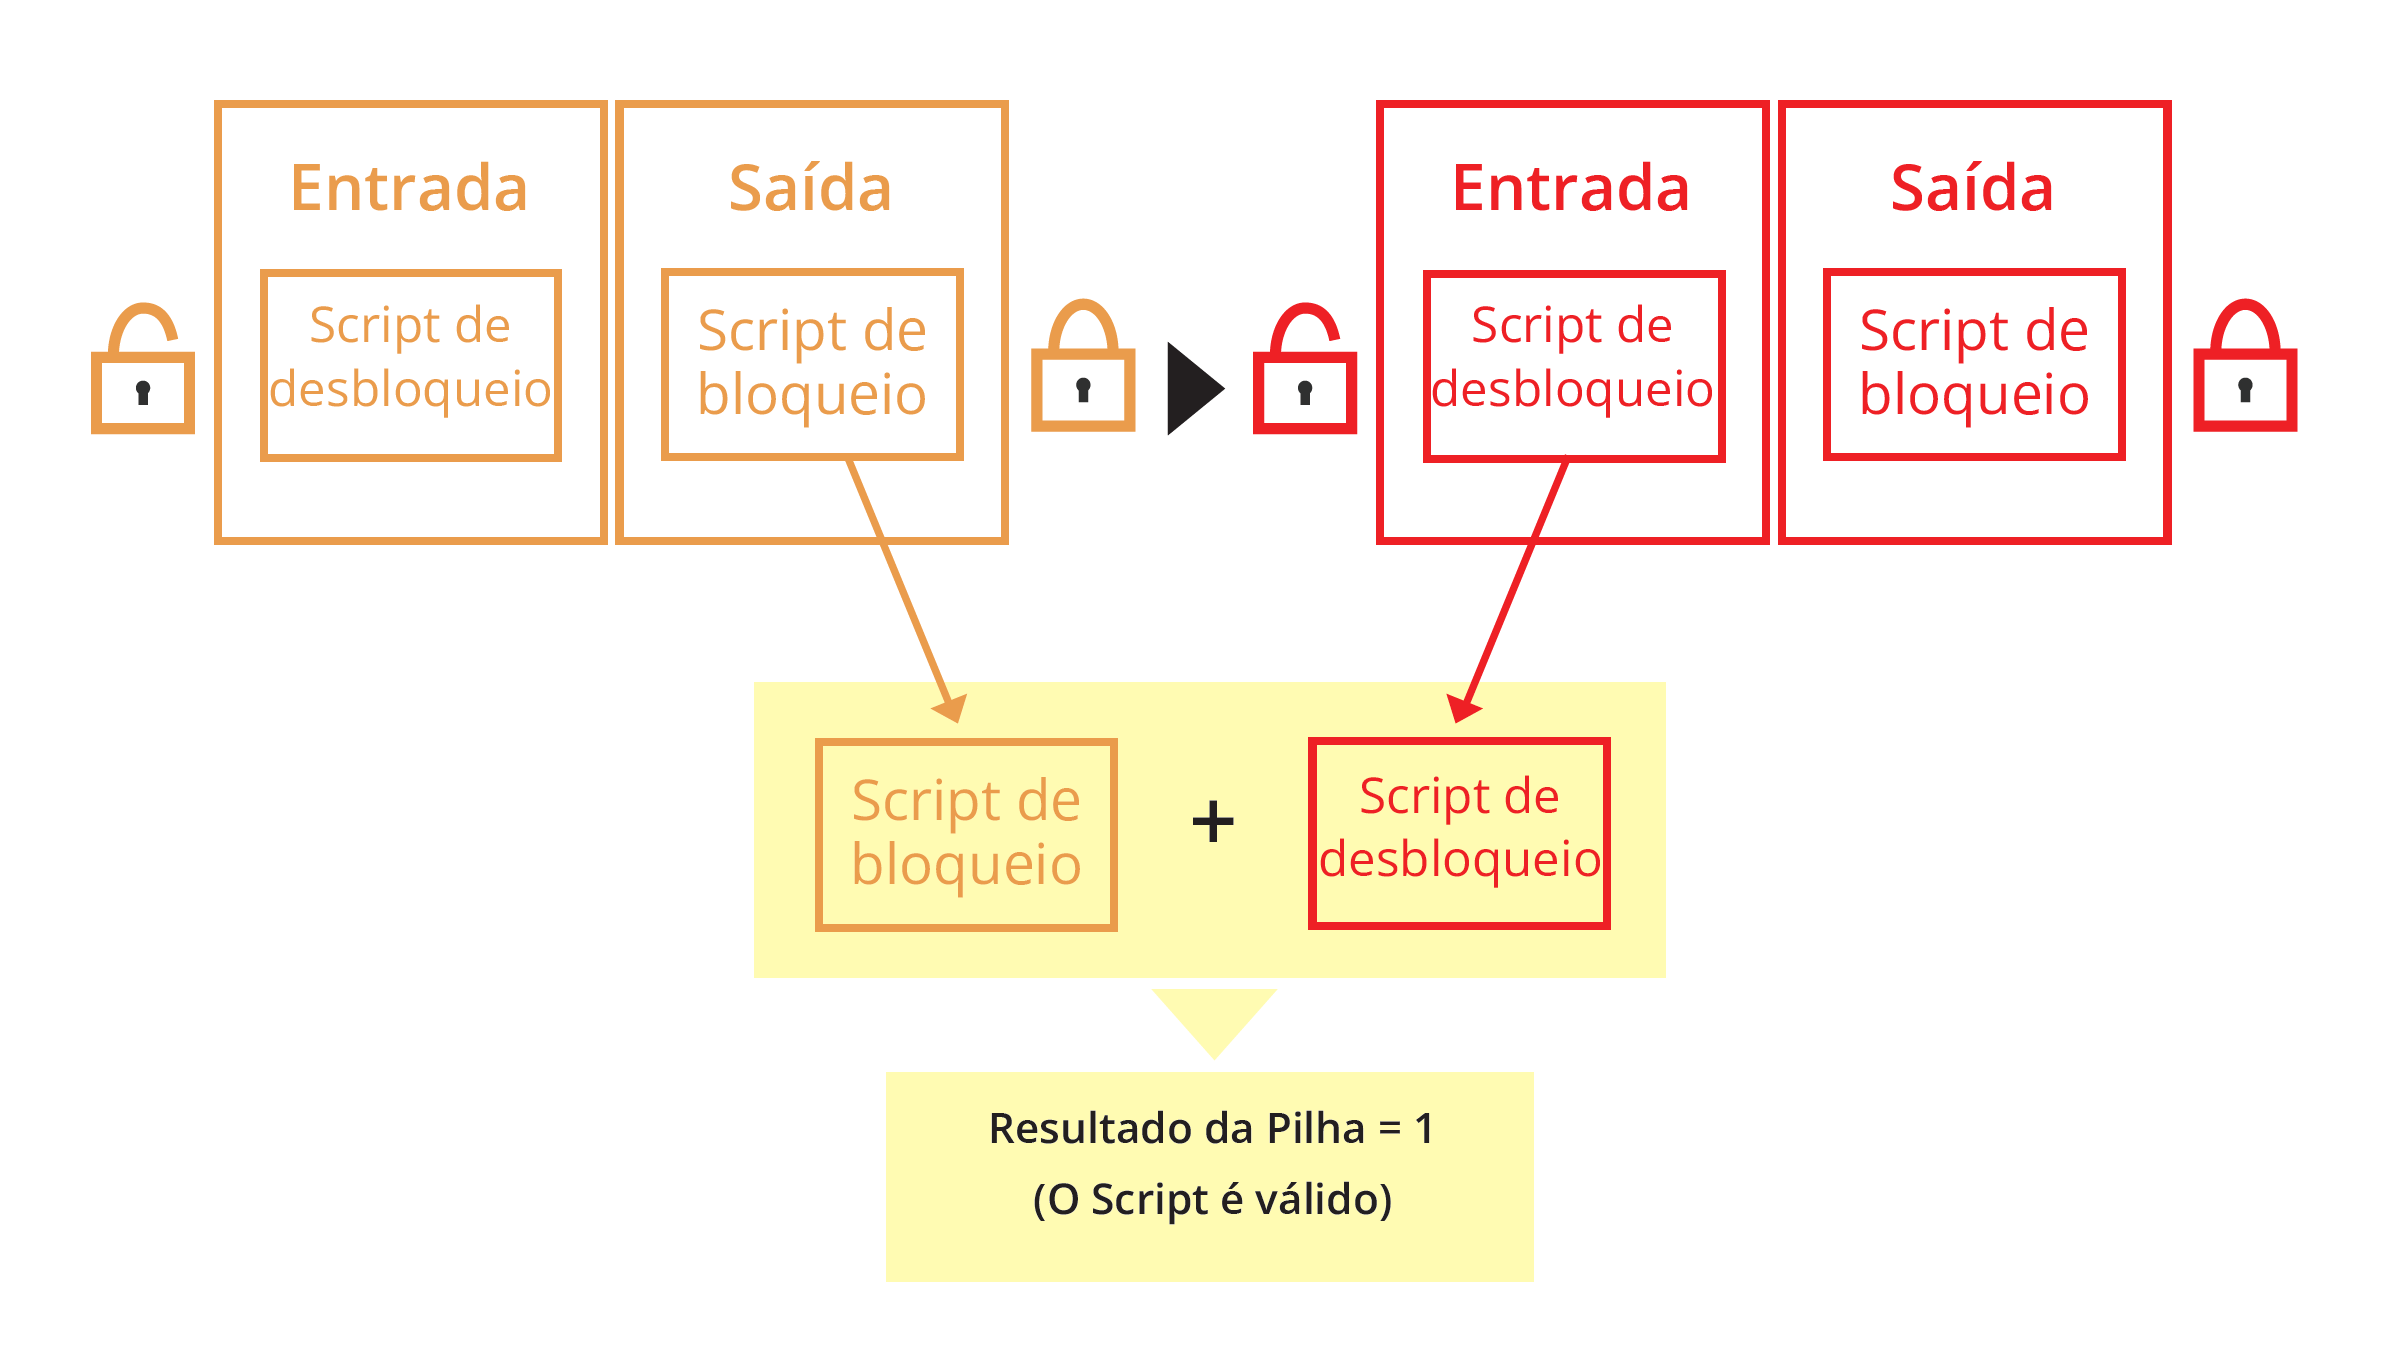 Entrada
Script de
desbloqueio
Saída
Script de
bloqueio
Entrada
Script de
desbloqueio
Saída
Script de
bloqueio
Script de
bloqueio
+
Script de
desbloqueio
Resultado da Pilha = 1
(O Script é válido)